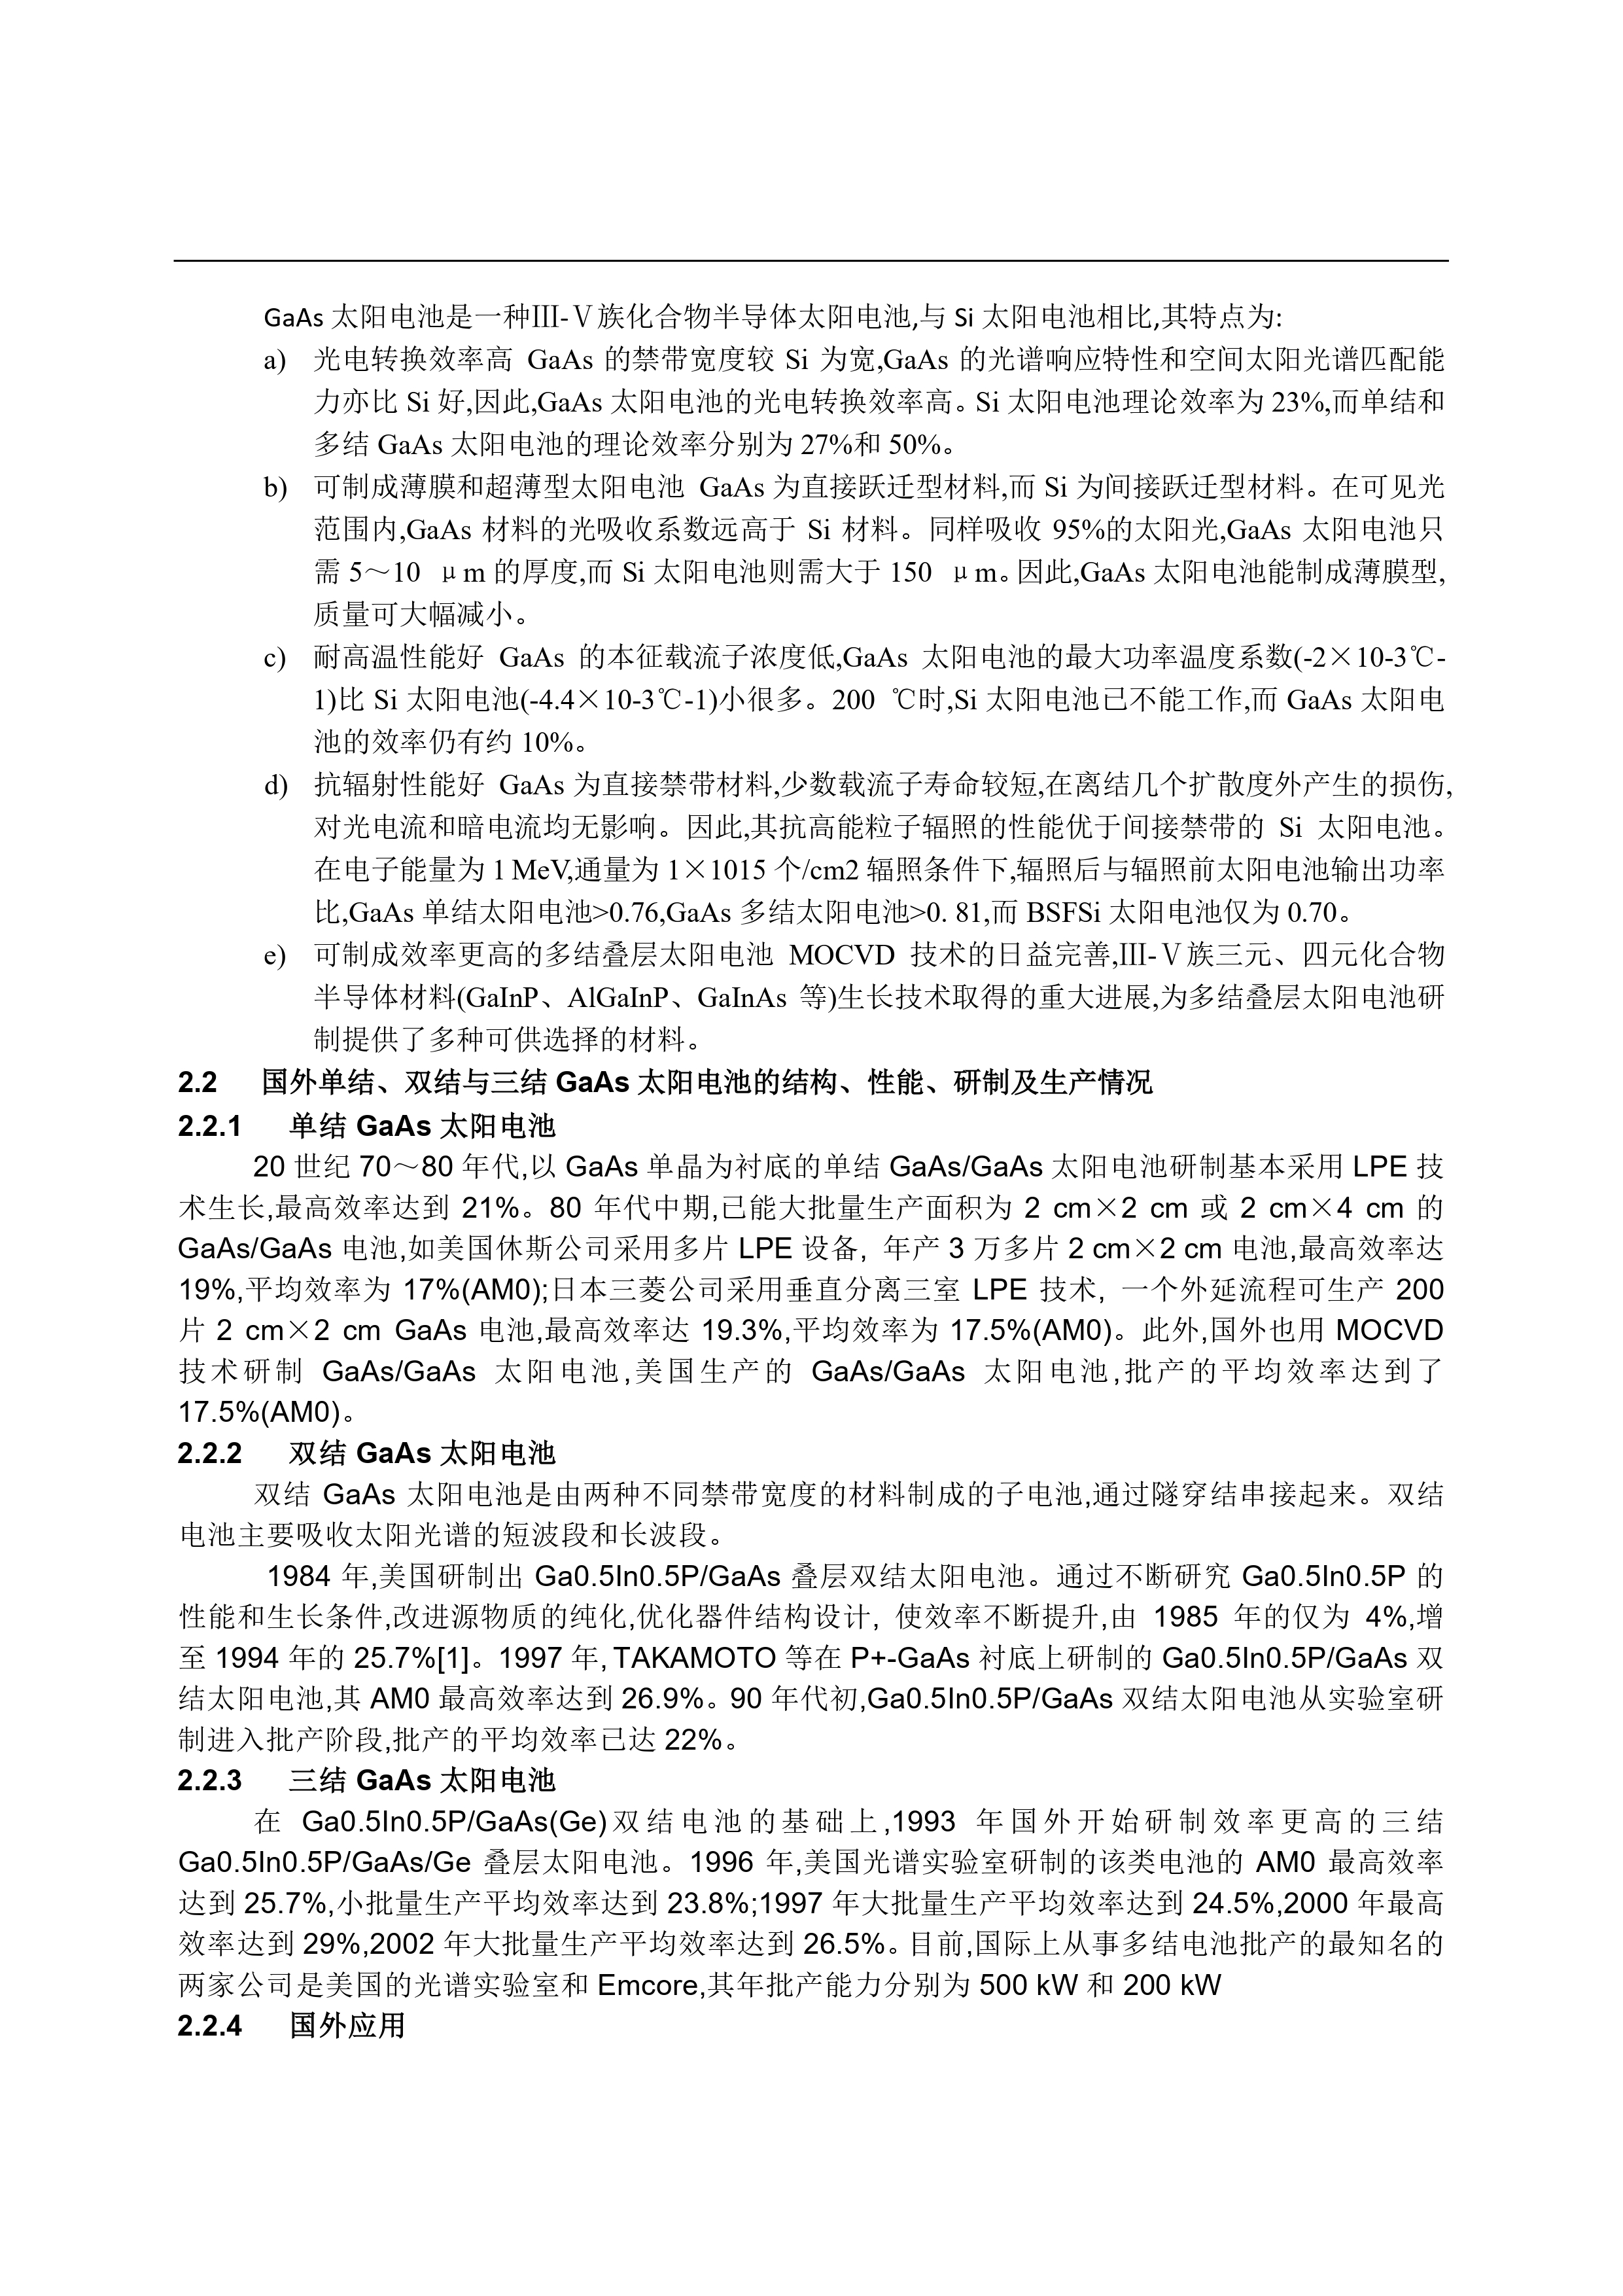 GaAs 太阳电池是一种Ⅲ-Ⅴ族化合物半导体太阳电池,与 Si 太阳电池相比,其特点为:
a) 光电转换效率高 GaAs 的禁带宽度较 Si 为宽,GaAs 的光谱响应特性和空间太阳光谱匹配能
力亦比 Si 好,因此,GaAs 太阳电池的光电转换效率高。Si 太阳电池理论效率为 23%,而单结和
多结 GaAs 太阳电池的理论效率分别为 27%和 50%。
b) 可制成薄膜和超薄型太阳电池 GaAs 为直接跃迁型材料,而 Si 为间接跃迁型材料。在可见光
范围内,GaAs 材料的光吸收系数远高于 Si 材料。同样吸收 95%的太阳光,GaAs 太阳电池只
需 5～10 μm 的厚度,而 Si 太阳电池则需大于 150 μm。因此,GaAs 太阳电池能制成薄膜型,
质量可大幅减小。
c) 耐高温性能好 GaAs 的本征载流子浓度低,GaAs 太阳电池的最大功率温度系数(-2×10-3℃-
1)比 Si 太阳电池(-4.4×10-3℃-1)小很多。200 ℃时,Si 太阳电池已不能工作,而 GaAs 太阳电
池的效率仍有约 10%。
d) 抗辐射性能好 GaAs 为直接禁带材料,少数载流子寿命较短,在离结几个扩散度外产生的损伤,
对光电流和暗电流均无影响。因此,其抗高能粒子辐照的性能优于间接禁带的 Si 太阳电池。
在电子能量为 1 MeV,通量为 1×1015 个/cm2 辐照条件下,辐照后与辐照前太阳电池输出功率
比,GaAs 单结太阳电池>0.76,GaAs 多结太阳电池>0. 81,而 BSFSi 太阳电池仅为 0.70。
e) 可制成效率更高的多结叠层太阳电池 MOCVD 技术的日益完善,Ⅲ-Ⅴ族三元、四元化合物
半导体材料(GaInP、AlGaInP、GaInAs 等)生长技术取得的重大进展,为多结叠层太阳电池研
制提供了多种可供选择的材料。
2.2 国外单结、双结与三结 GaAs 太阳电池的结构、性能、研制及生产情况
2.2.1 单结 GaAs 太阳电池
20 世纪 70～80 年代,以 GaAs 单晶为衬底的单结 GaAs/GaAs 太阳电池研制基本采用 LPE 技
术生长,最高效率达到 21%。80 年代中期,已能大批量生产面积为 2 cm×2 cm 或 2 cm×4 cm 的
GaAs/GaAs 电池,如美国休斯公司采用多片 LPE 设备, 年产 3 万多片 2 cm×2 cm 电池,最高效率达
19%,平均效率为 17%(AM0);日本三菱公司采用垂直分离三室 LPE 技术, 一个外延流程可生产 200
片 2 cm×2 cm GaAs 电池,最高效率达 19.3%,平均效率为 17.5%(AM0)。此外,国外也用 MOCVD
技术研制 GaAs/GaAs 太阳电池,美国生产的 GaAs/GaAs 太阳电池,批产的平均效率达到了
17.5%(AM0)。
2.2.2 双结 GaAs 太阳电池
双结 GaAs 太阳电池是由两种不同禁带宽度的材料制成的子电池,通过隧穿结串接起来。双结
电池主要吸收太阳光谱的短波段和长波段。
1984 年,美国研制出 Ga0.5In0.5P/GaAs 叠层双结太阳电池。通过不断研究 Ga0.5In0.5P 的
性能和生长条件,改进源物质的纯化,优化器件结构设计, 使效率不断提升,由 1985 年的仅为 4%,增
至 1994 年的 25.7%[1]。1997 年, TAKAMOTO 等在 P+-GaAs 衬底上研制的 Ga0.5In0.5P/GaAs 双
结太阳电池,其 AM0 最高效率达到 26.9%。90 年代初,Ga0.5In0.5P/GaAs 双结太阳电池从实验室研
制进入批产阶段,批产的平均效率已达 22%。
2.2.3 三结 GaAs 太阳电池
在 Ga0.5In0.5P/GaAs(Ge)双结电池的基础上,1993 年国外开始研制效率更高的三结
Ga0.5In0.5P/GaAs/Ge 叠层太阳电池。1996 年,美国光谱实验室研制的该类电池的 AM0 最高效率
达到 25.7%,小批量生产平均效率达到 23.8%;1997 年大批量生产平均效率达到 24.5%,2000 年最高
效率达到 29%,2002 年大批量生产平均效率达到 26.5%。目前,国际上从事多结电池批产的最知名的
两家公司是美国的光谱实验室和 Emcore,其年批产能力分别为 500 kW 和 200 kW
2.2.4 国外应用